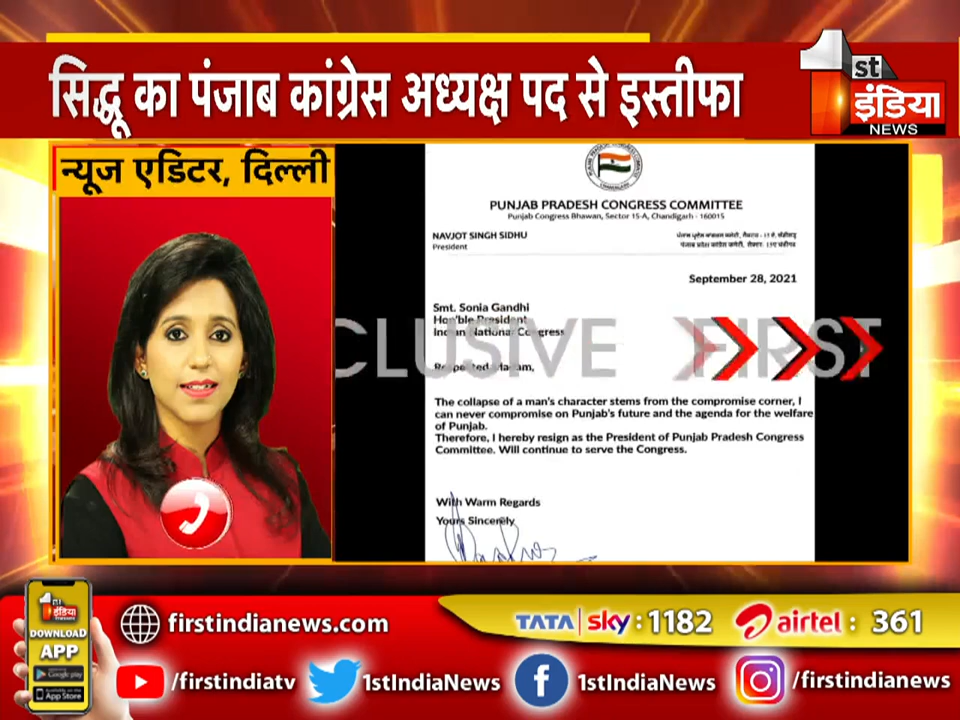 सिद्धू का पंजाब कांग्रेस अध्यक्ष पद से इस्तीफा
1st
इंडिया
NEWS
न्यूज एडिटर, दिल्ली
PUNJAB PRADESH CONGRESS COMMITTEE
Punjab Congress Bhawan, Sector 15-A, Chandigarh - 160015
NAVJOT SINGH SIDHU
President
September 28, 2021
Smt. Sonia Gandhi
Hon'ble President
Indian National Congress
CLUSIVE FIRST
Respected Madam,
The collapse of a man's character stems from the compromise corner, I
can never compromise on Punjab's future and the agenda for the welfare
of Punjab.
Therefore, I hereby resign as the President of Punjab Pradesh Congress
Committee. Will continue to serve the Congress.
With Warm Regards
Yours Sincerely
1st
इंडिया
DOWNLOAD
APP
Google play
App Store
firstindianews.com
TATA sky : 1182
airtel : 361
/firstindiatv
1stIndiaNews
1stIndiaNews
/firstindianews